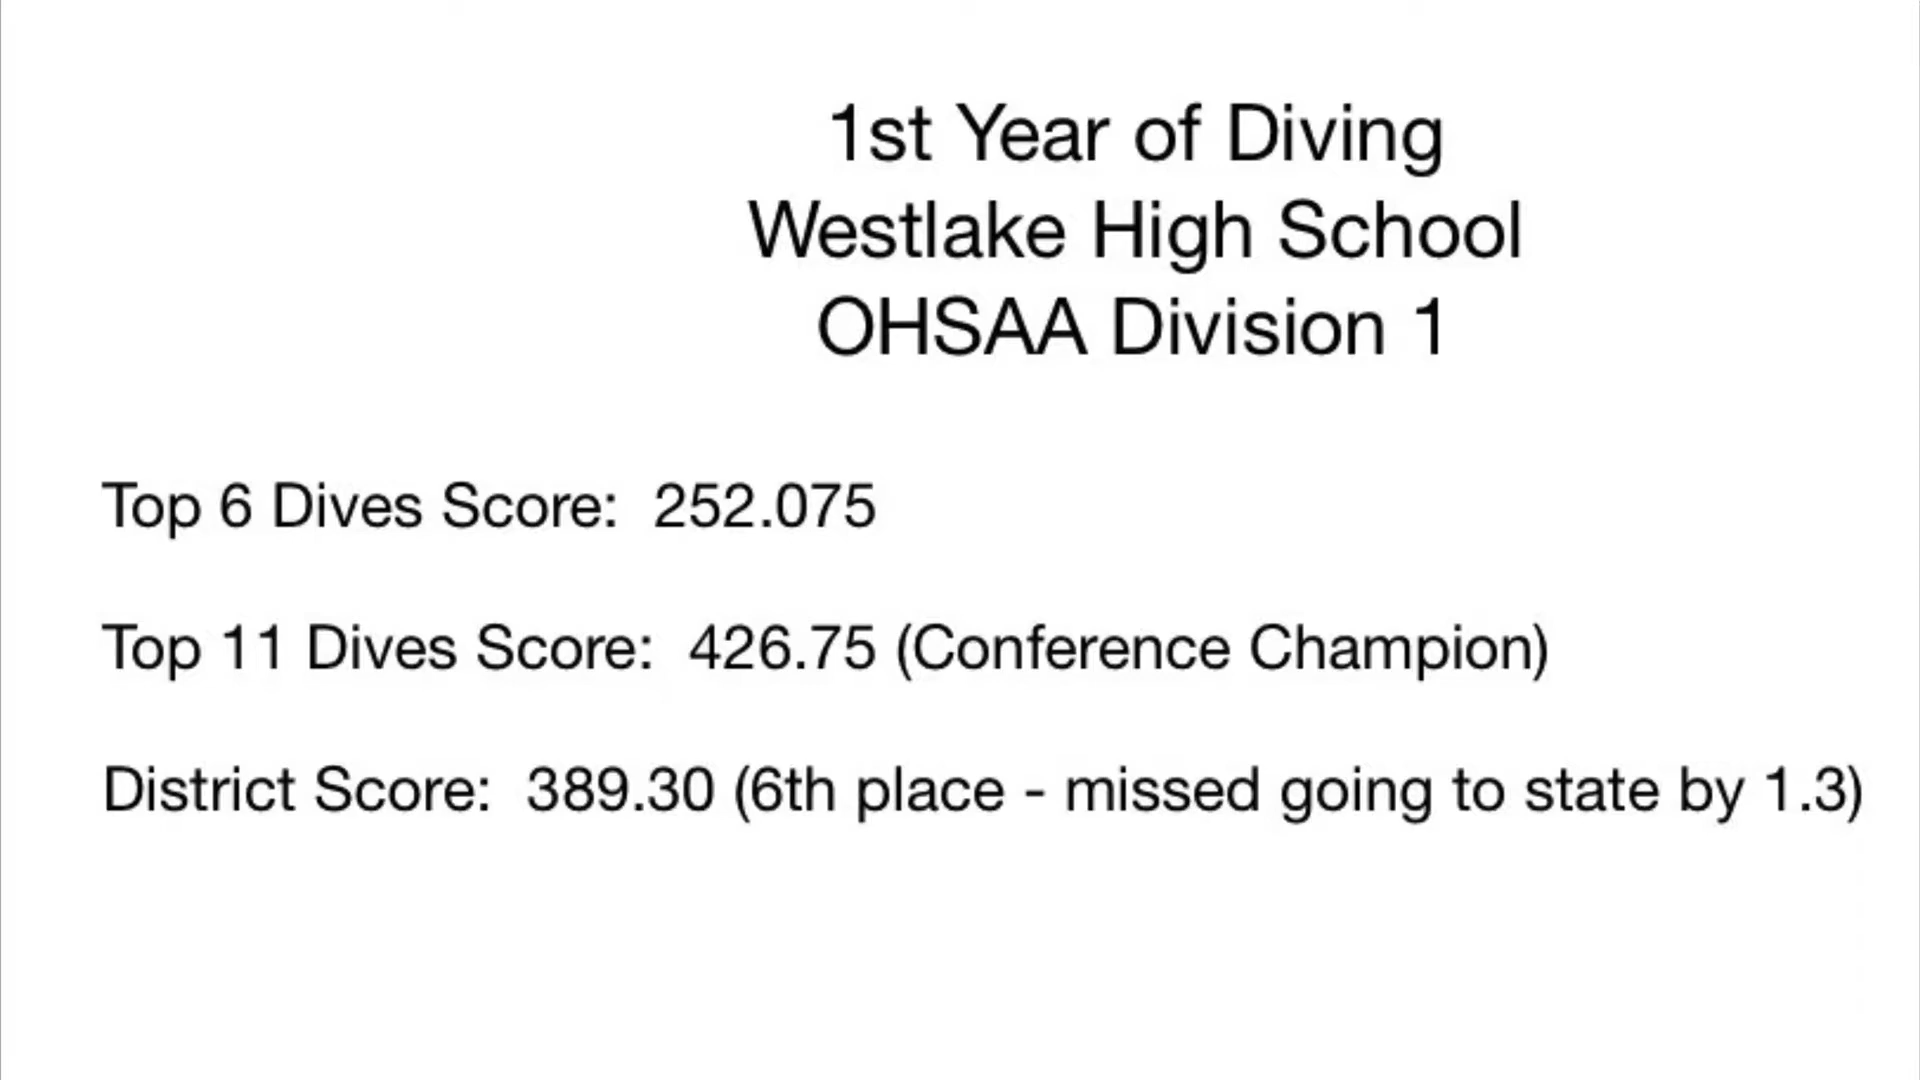 1st Year of Diving
Westlake High School
OHSAA Division 1
Top 6 Dives Score:  252.075
Top 11 Dives Score:  426.75 (Conference Champion)
District Score:  389.30 (6th place - missed going to state by 1.3)